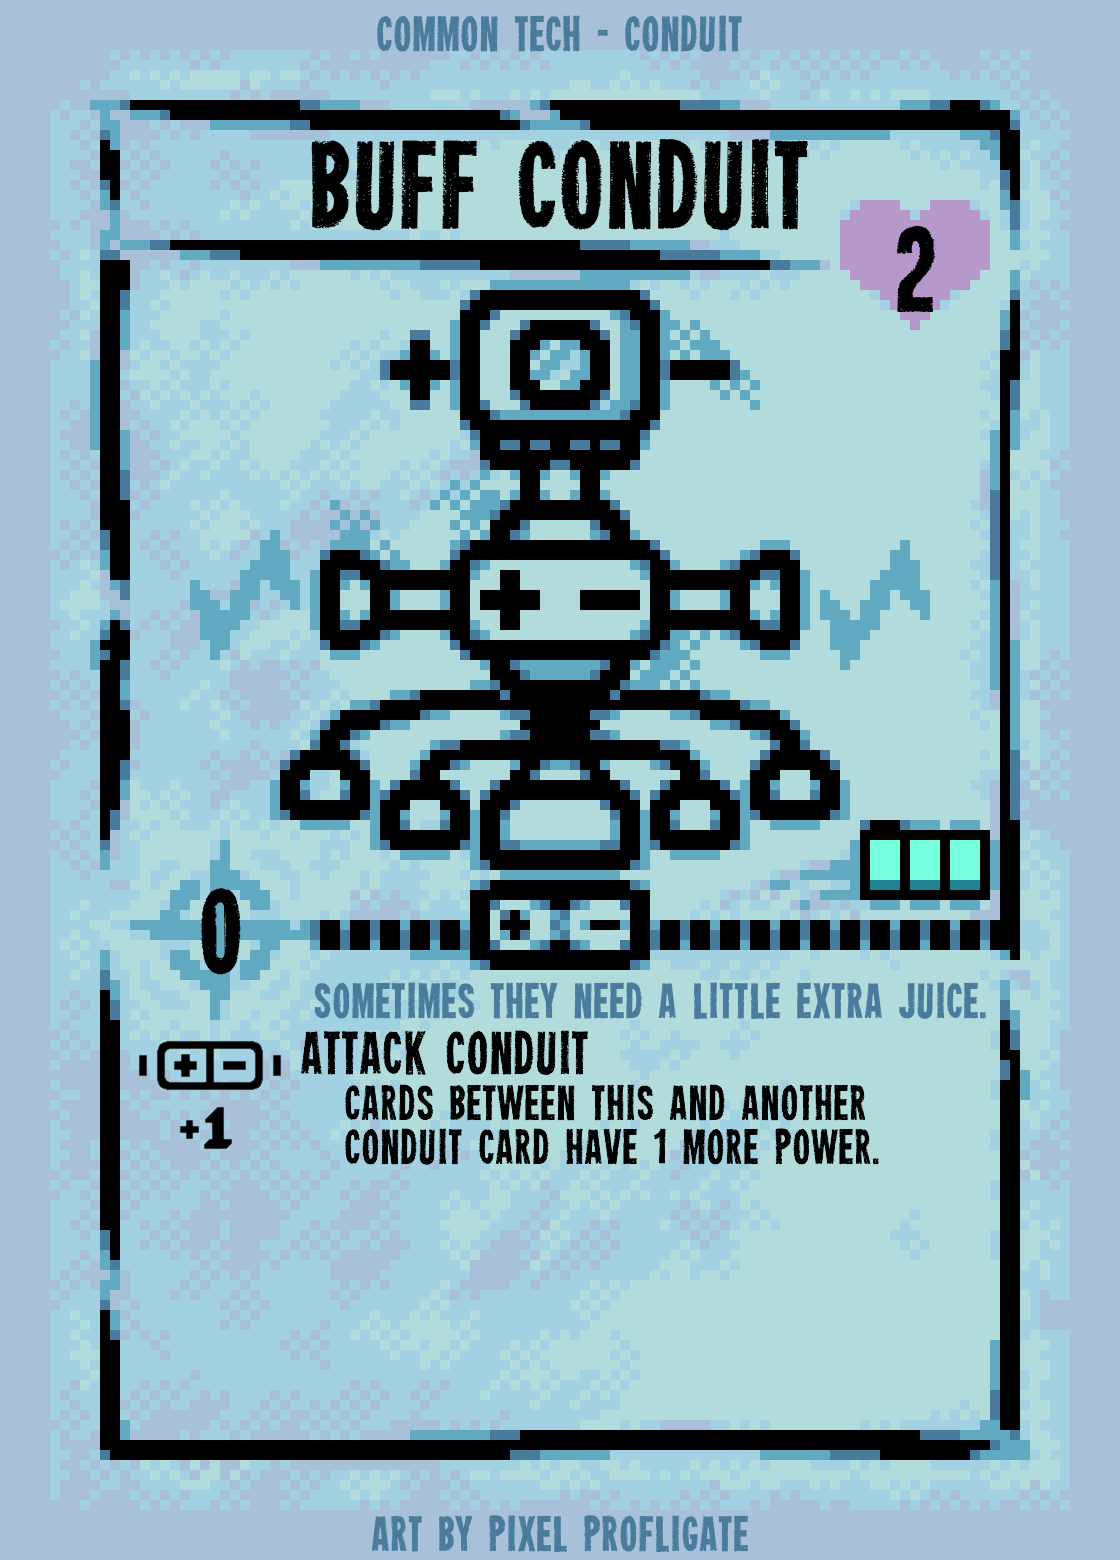 COMMON TECH - CONDUIT
BUFF CONDUIT
2
0
SOMETIMES THEY NEED A LITTLE EXTRA JUICE.
ATTACK CONDUIT
CARDS BETWEEN THIS AND ANOTHER
+1
CONDUIT CARD HAVE 1 MORE POWER.
ART BY PIXEL PROFLIGATE